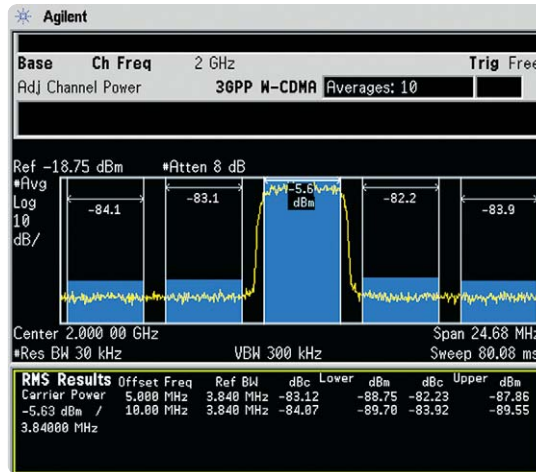 Agilent
Base Ch Freq 2 GHz Trig Free
Adj Channel Power 3GPP W-CDMA Averages: 10
Ref -18.75 dBm #Atten 8 dB
#Avg
Log
10
dB/
-84.1 -83.1 -5.6 dBm -82.2 -83.9
Center 2.000 00 GHz Span 24.68 MHz
#Res BW 30 kHz VBW 300 kHz Sweep 80.08 ms
RMS Results Offset Freq Ref BW dBc Lower dBm dBc Upper dBm
Carrier Power 5.000 MHz 3.840 MHz -83.12 -88.75 -82.23 -87.86
-5.63 dBm / 10.00 MHz 3.840 MHz -84.07 -89.70 -83.92 -89.55
3.84000 MHz